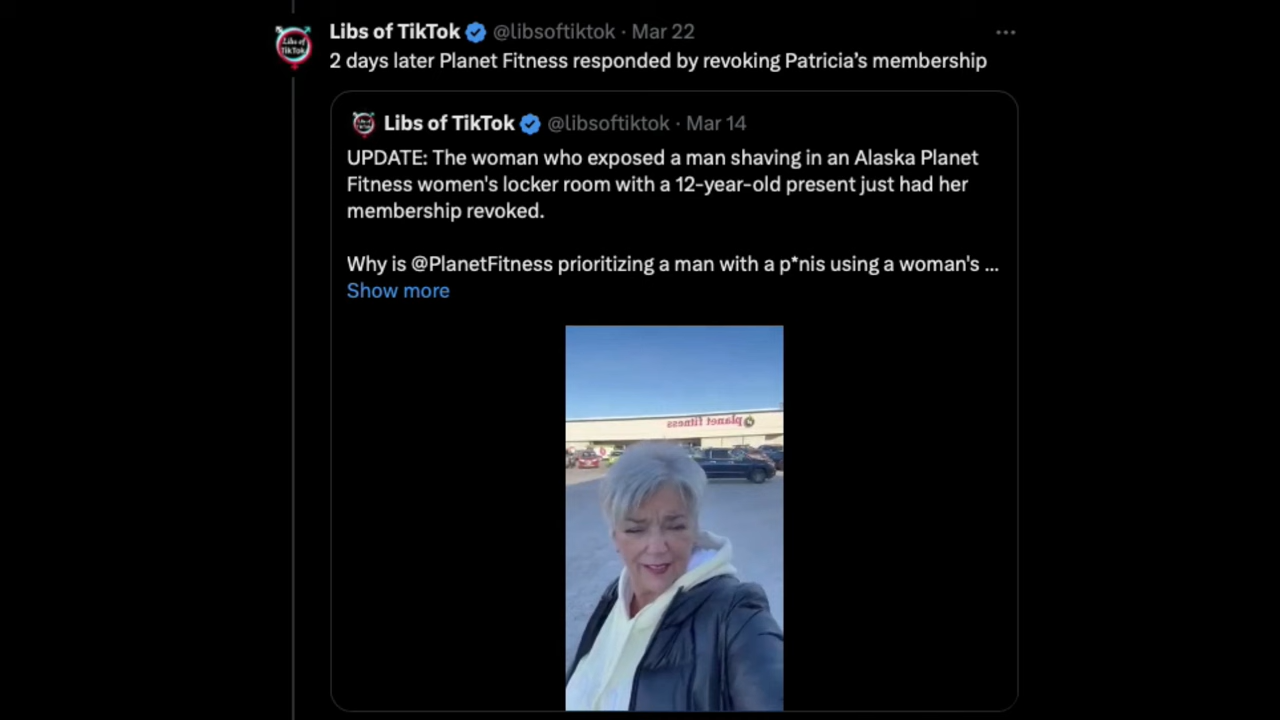 Libs of TikTok @libsoftiktok · Mar 22
2 days later Planet Fitness responded by revoking Patricia’s membership
Libs of TikTok @libsoftiktok · Mar 14
UPDATE: The woman who exposed a man shaving in an Alaska Planet
Fitness women's locker room with a 12-year-old present just had her
membership revoked.
Why is @PlanetFitness prioritizing a man with a p*nis using a woman's ...
Show more
planet fitness